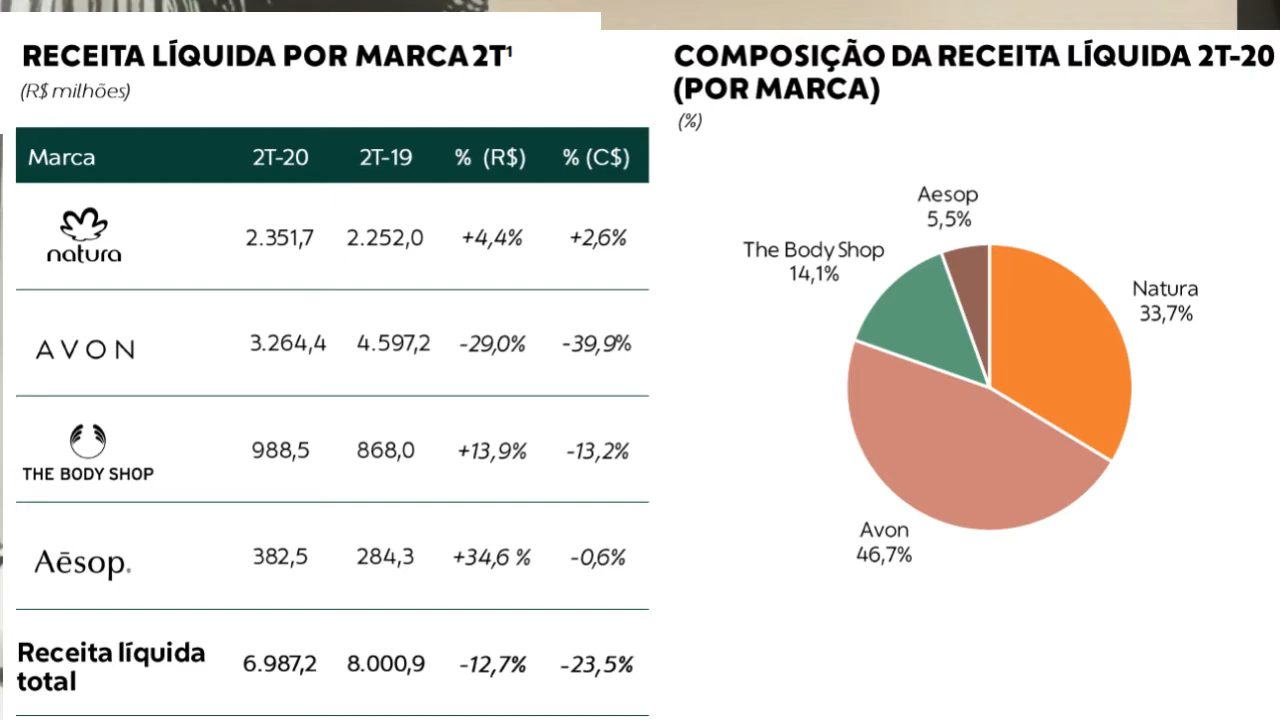 RECEITA LÍQUIDA POR MARCA 2T¹
(R$ milhões)
Marca 2T-20 2T-19 % (R$) % (C$)
natura 2.351,7 2.252,0 +4,4% +2,6%
AVON 3.264,4 4.597,2 -29,0% -39,9%
THE BODY SHOP 988,5 868,0 +13,9% -13,2%
Aēsop. 382,5 284,3 +34,6 % -0,6%
Receita líquida
total 6.987,2 8.000,9 -12,7% -23,5%
COMPOSIÇÃO DA RECEITA LÍQUIDA 2T-20
(POR MARCA)
(%)
Aesop
5,5%
The Body Shop
14,1%
Natura
33,7%
Avon
46,7%